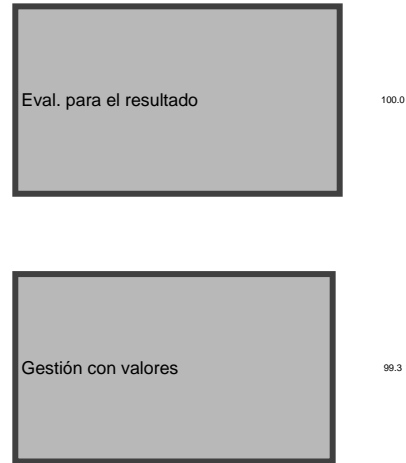 Eval. para el resultado
100.0
Gestión con valores
99.3